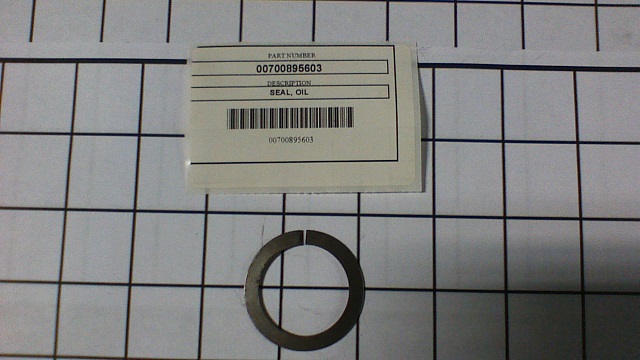 PART NUMBER
00700895603
DESCRIPTION
SEAL, OIL
00700895603